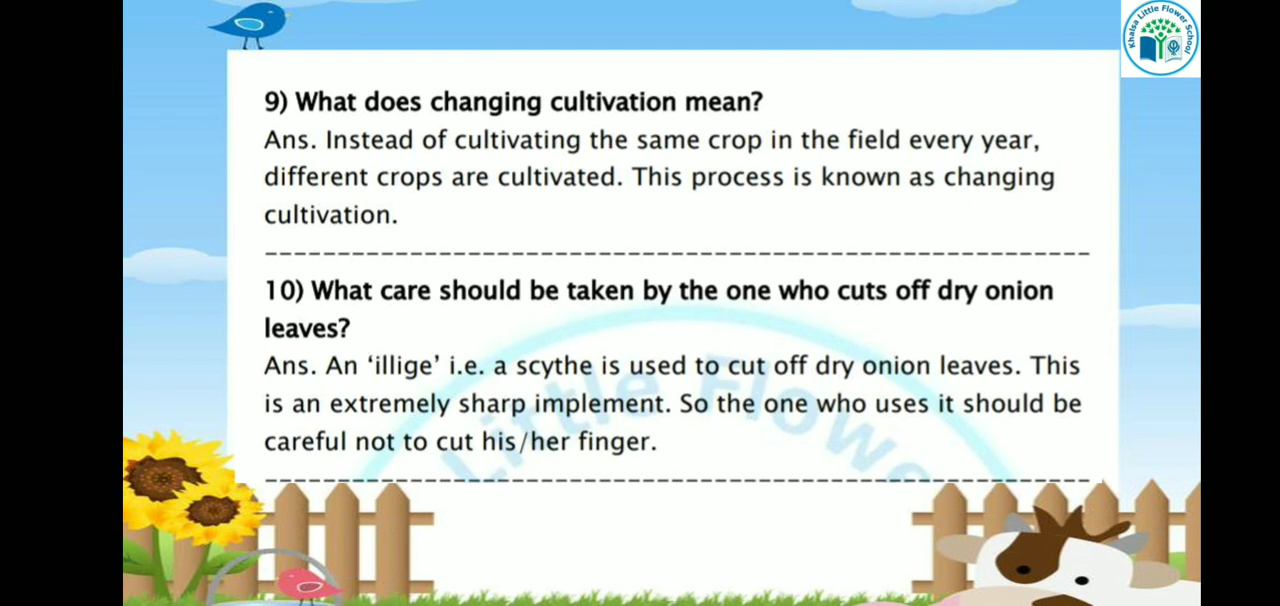 Khalsa Little Flower School
9) What does changing cultivation mean?
Ans. Instead of cultivating the same crop in the field every year,
different crops are cultivated. This process is known as changing
cultivation.
10) What care should be taken by the one who cuts off dry onion
leaves?
Ans. An ‘illige’ i.e. a scythe is used to cut off dry onion leaves. This
is an extremely sharp implement. So the one who uses it should be
careful not to cut his/her finger.
Little Flowe